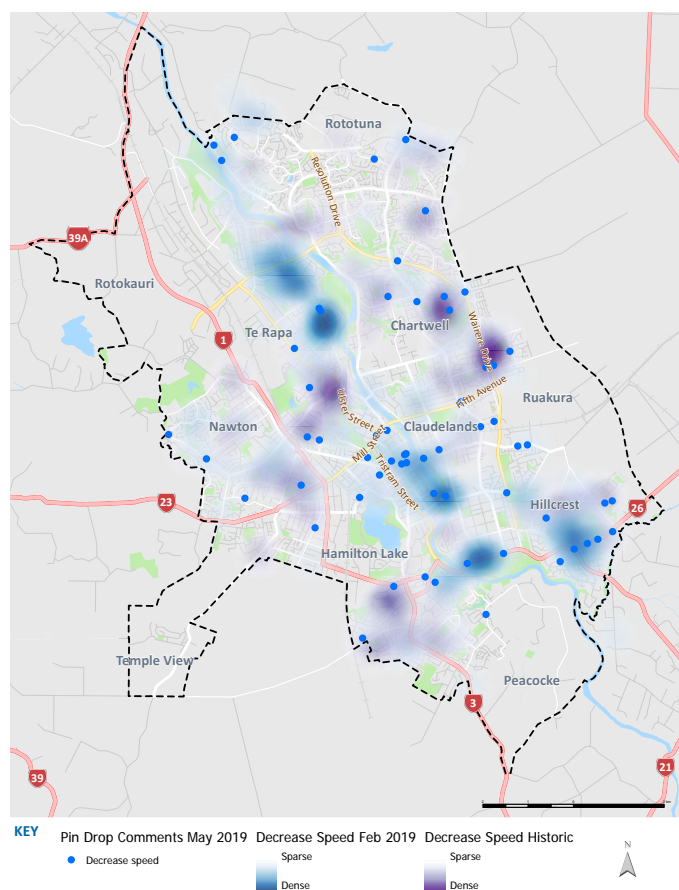 Rototuna
Resolution Drive
39A
Rotokauri
Te Rapa
1
Chartwell
Wairere Drive
Ruakura
Fifth Avenue
Ulster Street
Nawton
Claudelands
Mill Street
Tristram Street
23
Hillcrest
26
Hamilton Lake
Temple View
Peacocke
3
39
21
KEY
Pin Drop Comments May 2019 Decrease Speed Feb 2019 Decrease Speed Historic
Decrease speed Sparse Sparse
Dense Dense
N